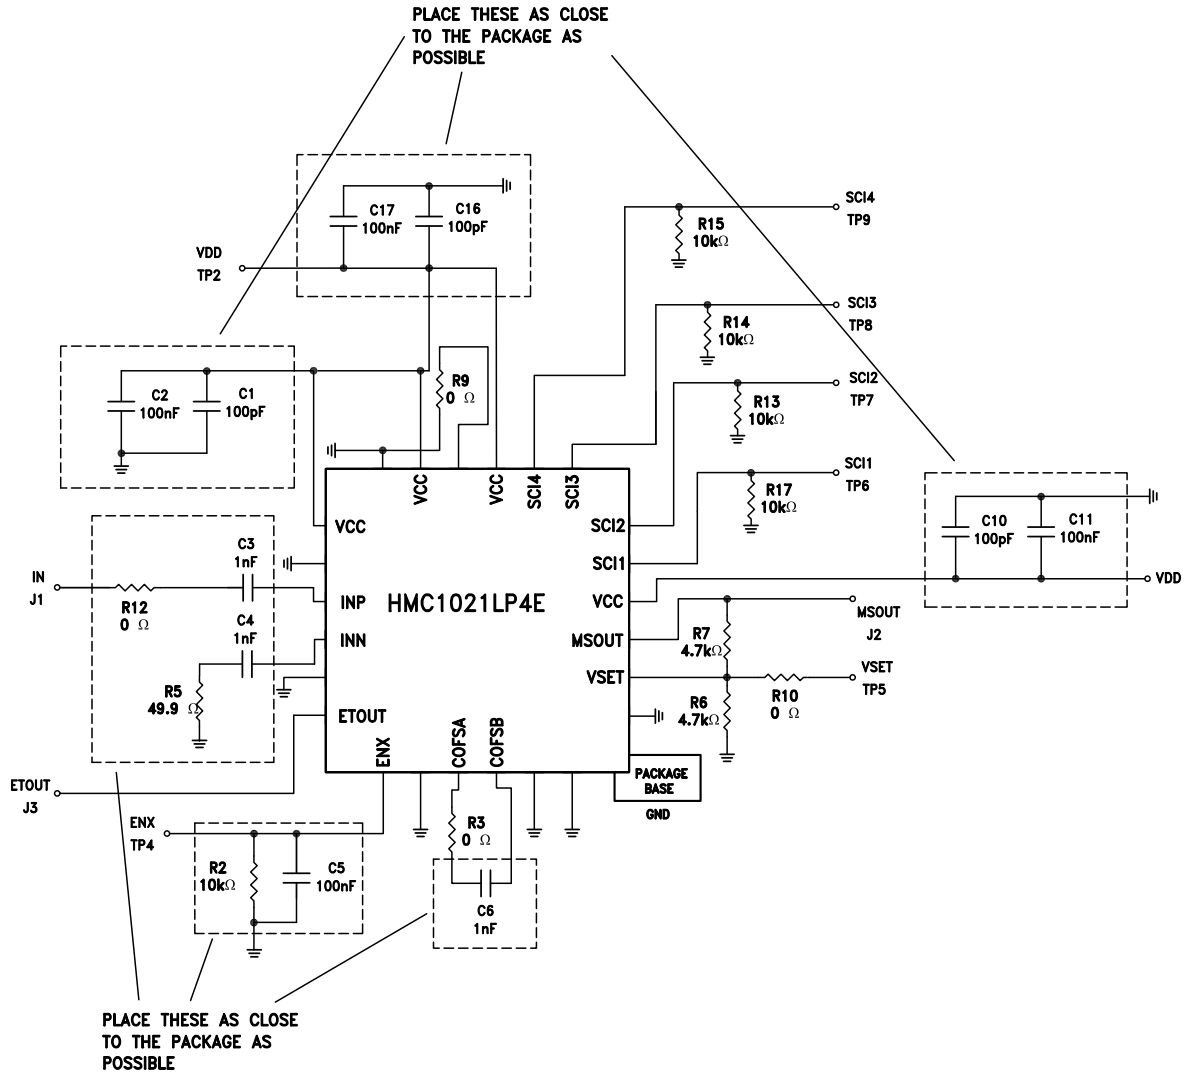 PLACE THESE AS CLOSE
TO THE PACKAGE AS
POSSIBLE
C17
100nF
C16
100pF
VDD
TP2
SCI4
TP9
R15
10kΩ
SCI3
TP8
R14
10kΩ
SCI2
TP7
R13
10kΩ
SCI1
TP6
R17
10kΩ
C2
100nF
C1
100pF
R9
0 Ω
C10
100pF
C11
100nF
VDD
VCC
VCC
SCI4
SCI3
VCC
INP
INN
ETOUT
HMC1021LP4E
SCI2
SCI1
VCC
MSOUT
VSET
ENX
COFSA
COFSB
IN
J1
R12
0 Ω
C3
1nF
C4
1nF
R5
49.9 Ω
MSOUT
J2
R7
4.7kΩ
VSET
TP5
R10
0 Ω
R6
4.7kΩ
PACKAGE
BASE
GND
ETOUT
J3
ENX
TP4
R2
10kΩ
C5
100nF
R3
0 Ω
C6
1nF
PLACE THESE AS CLOSE
TO THE PACKAGE AS
POSSIBLE